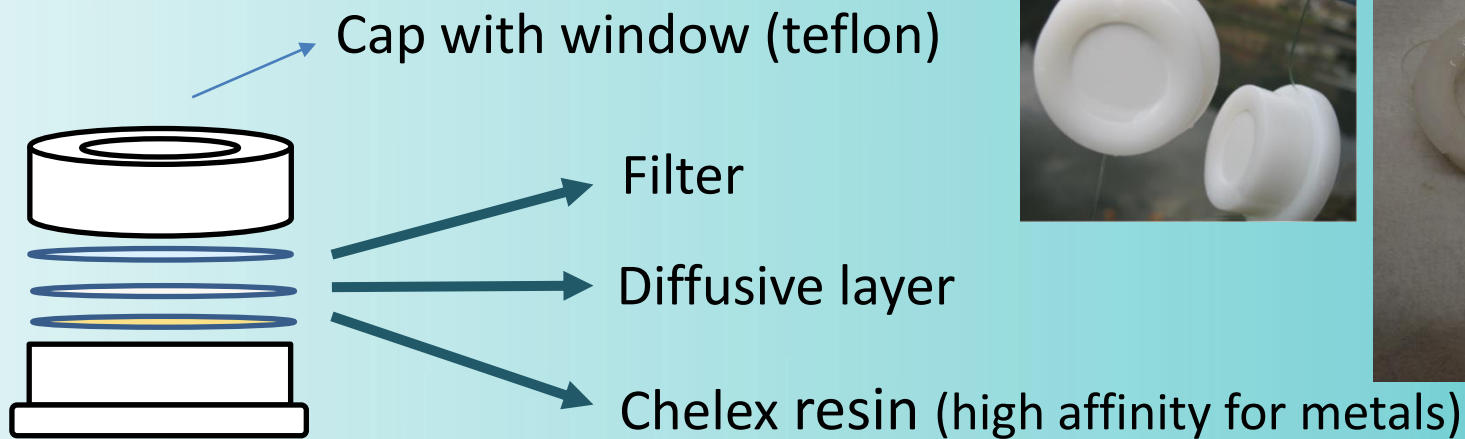 Cap with window (teflon)
Filter
Diffusive layer
Chelex resin (high affinity for metals)